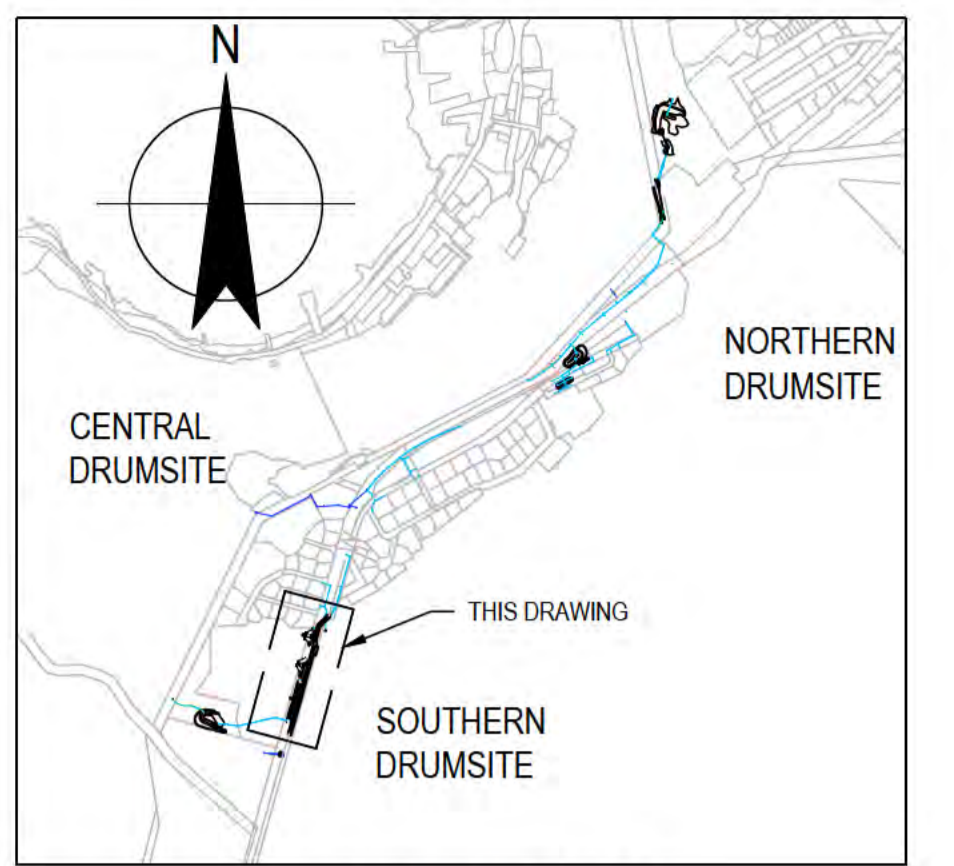 N
NORTHERN
DRUMSITE
CENTRAL
DRUMSITE
THIS DRAWING
SOUTHERN
DRUMSITE